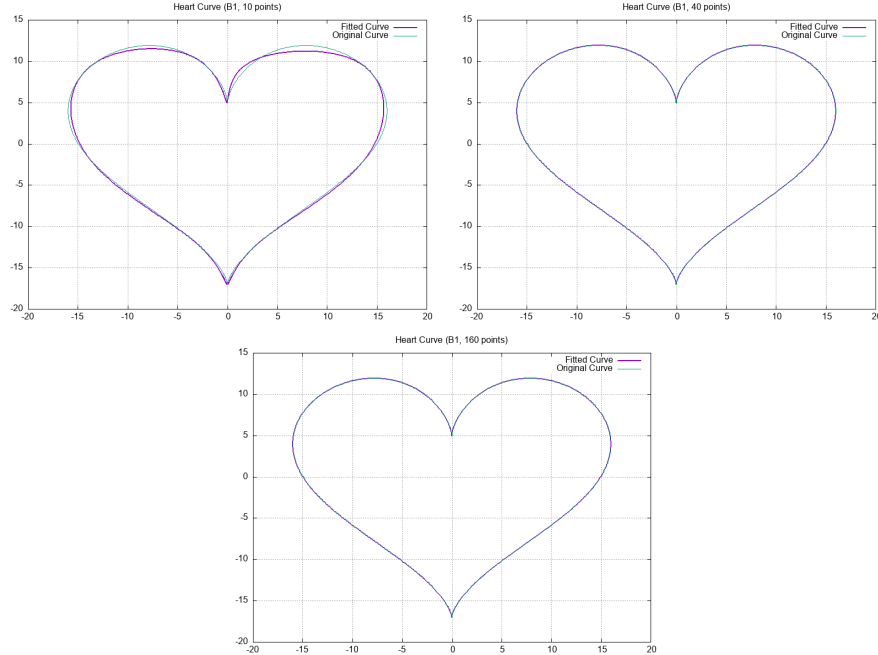 Heart Curve (B1, 10 points)
Fitted Curve
Original Curve
15
10
5
0
-5
-10
-15
-20
-20 -15 -10 -5 0 5 10 15 20
Heart Curve (B1, 40 points)
Fitted Curve
Original Curve
15
10
5
0
-5
-10
-15
-20
-20 -15 -10 -5 0 5 10 15 20
Heart Curve (B1, 160 points)
Fitted Curve
Original Curve
15
10
5
0
-5
-10
-15
-20
-20 -15 -10 -5 0 5 10 15 20